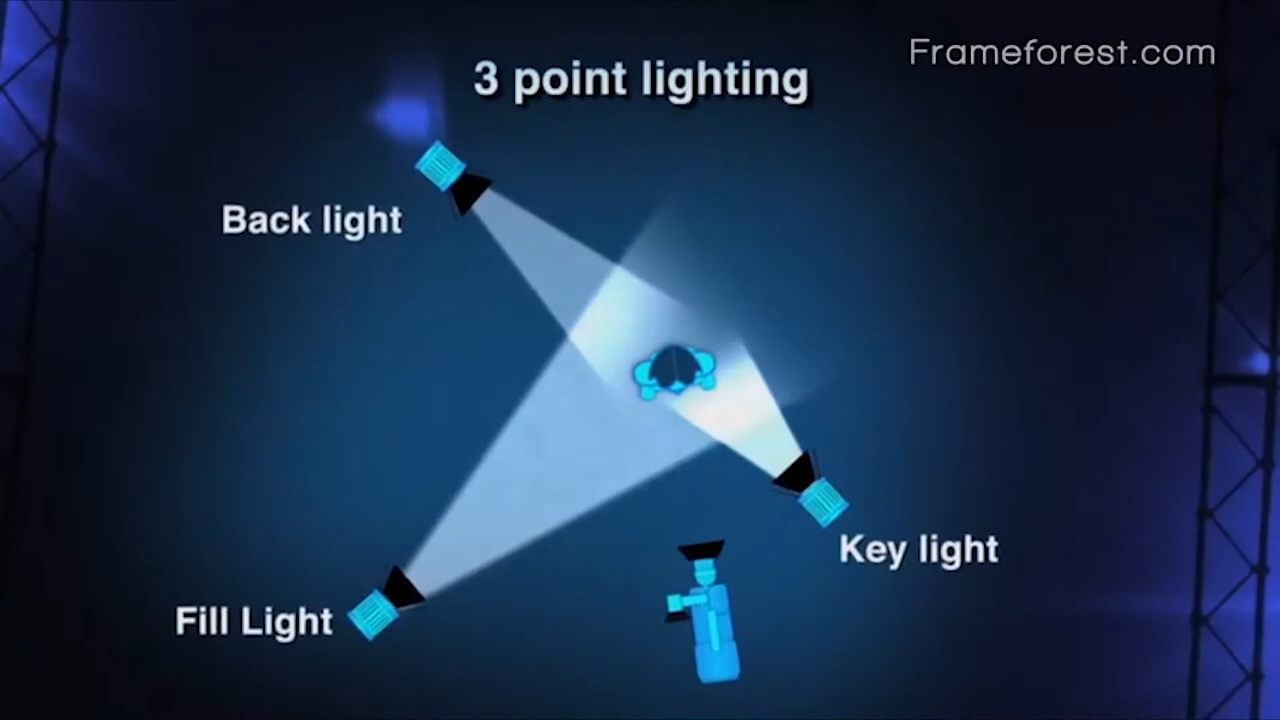 Frameforest.com
3 point lighting
Back light
Key light
Fill Light